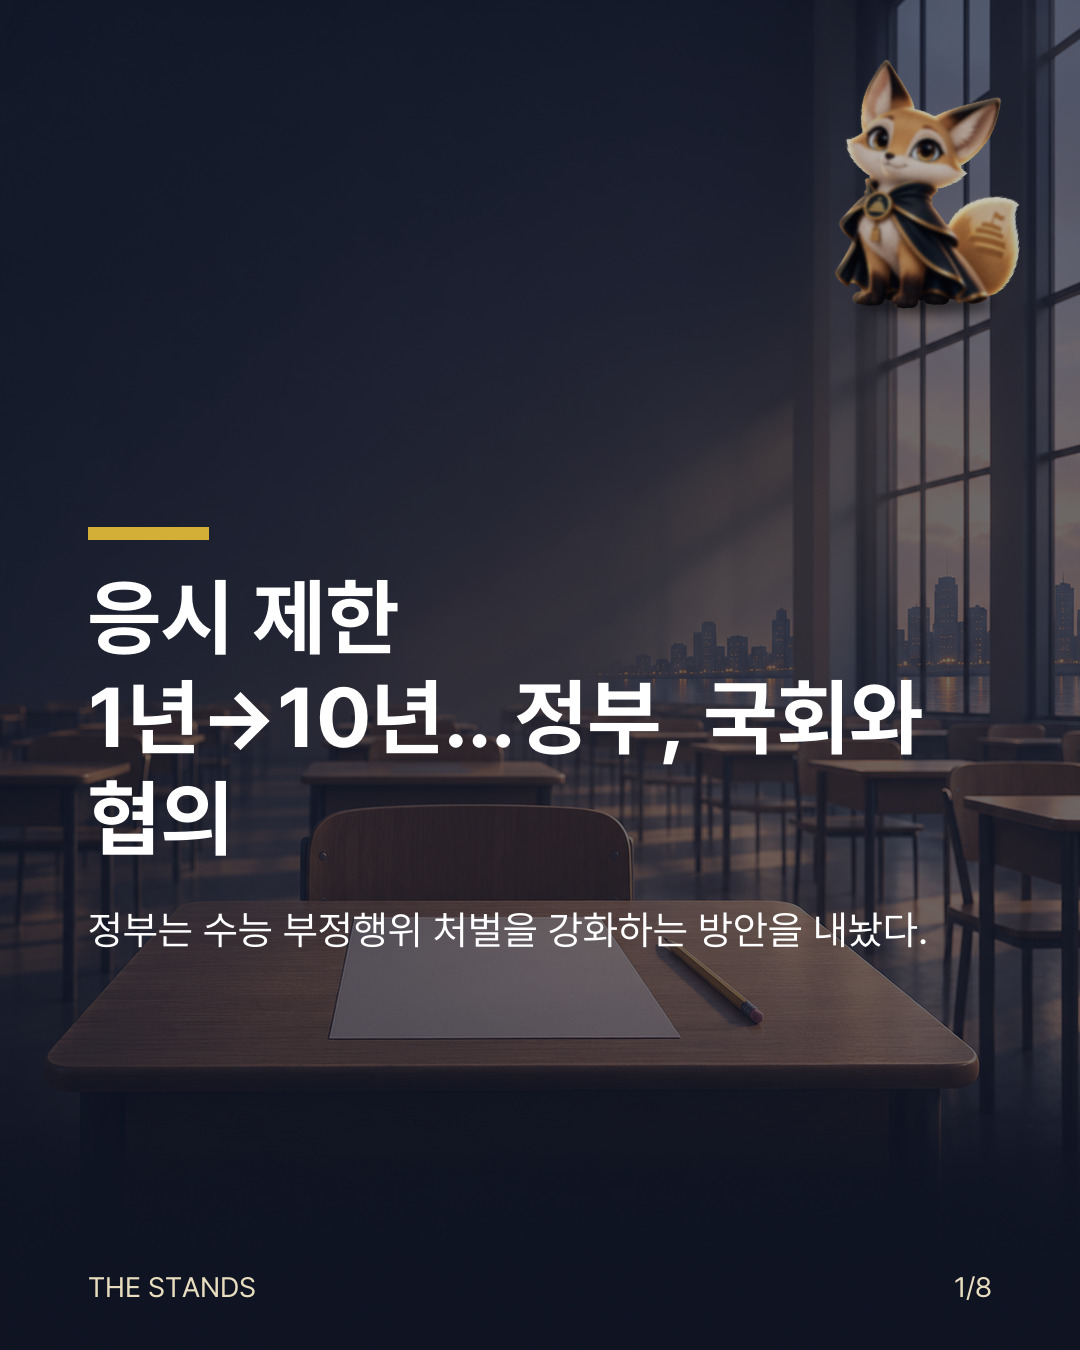 응시 제한
1년→10년…정부, 국회와
협의
정부는 수능 부정행위 처벌을 강화하는 방안을 내놨다.
THE STANDS
1/8